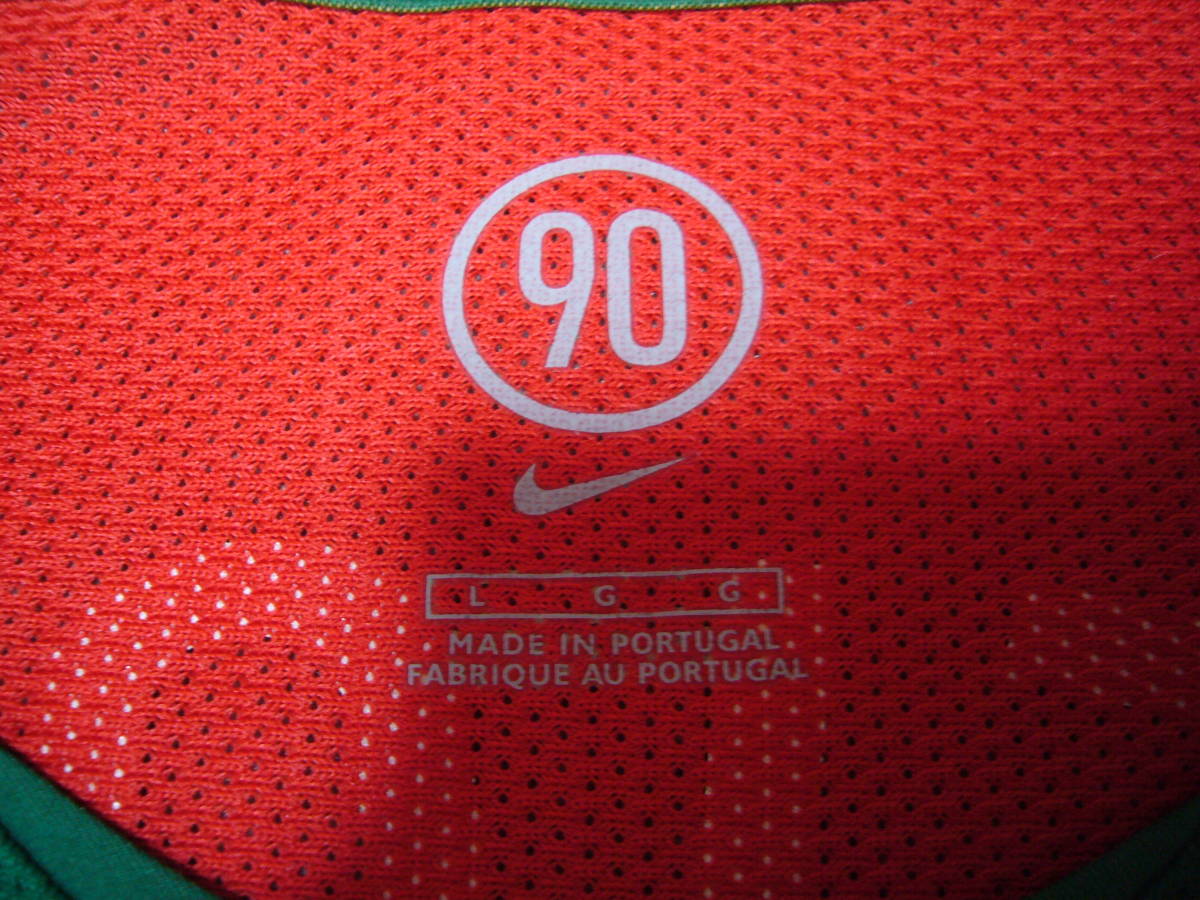 90
L G G
MADE IN PORTUGAL
FABRIQUE AU PORTUGAL